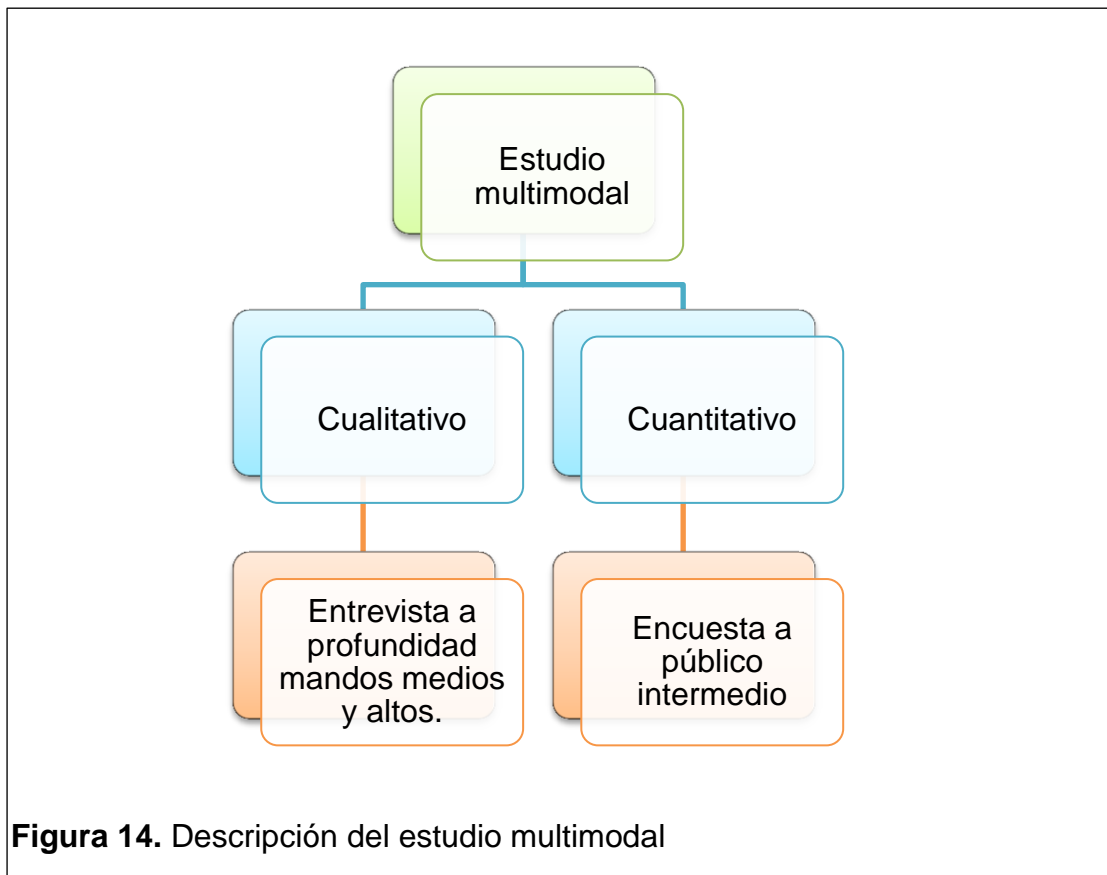 Estudio
multimodal
Cualitativo
Cuantitativo
Entrevista a
profundidad
mandos medios
y altos.
Encuesta a
público
intermedio
Figura 14. Descripción del estudio multimodal